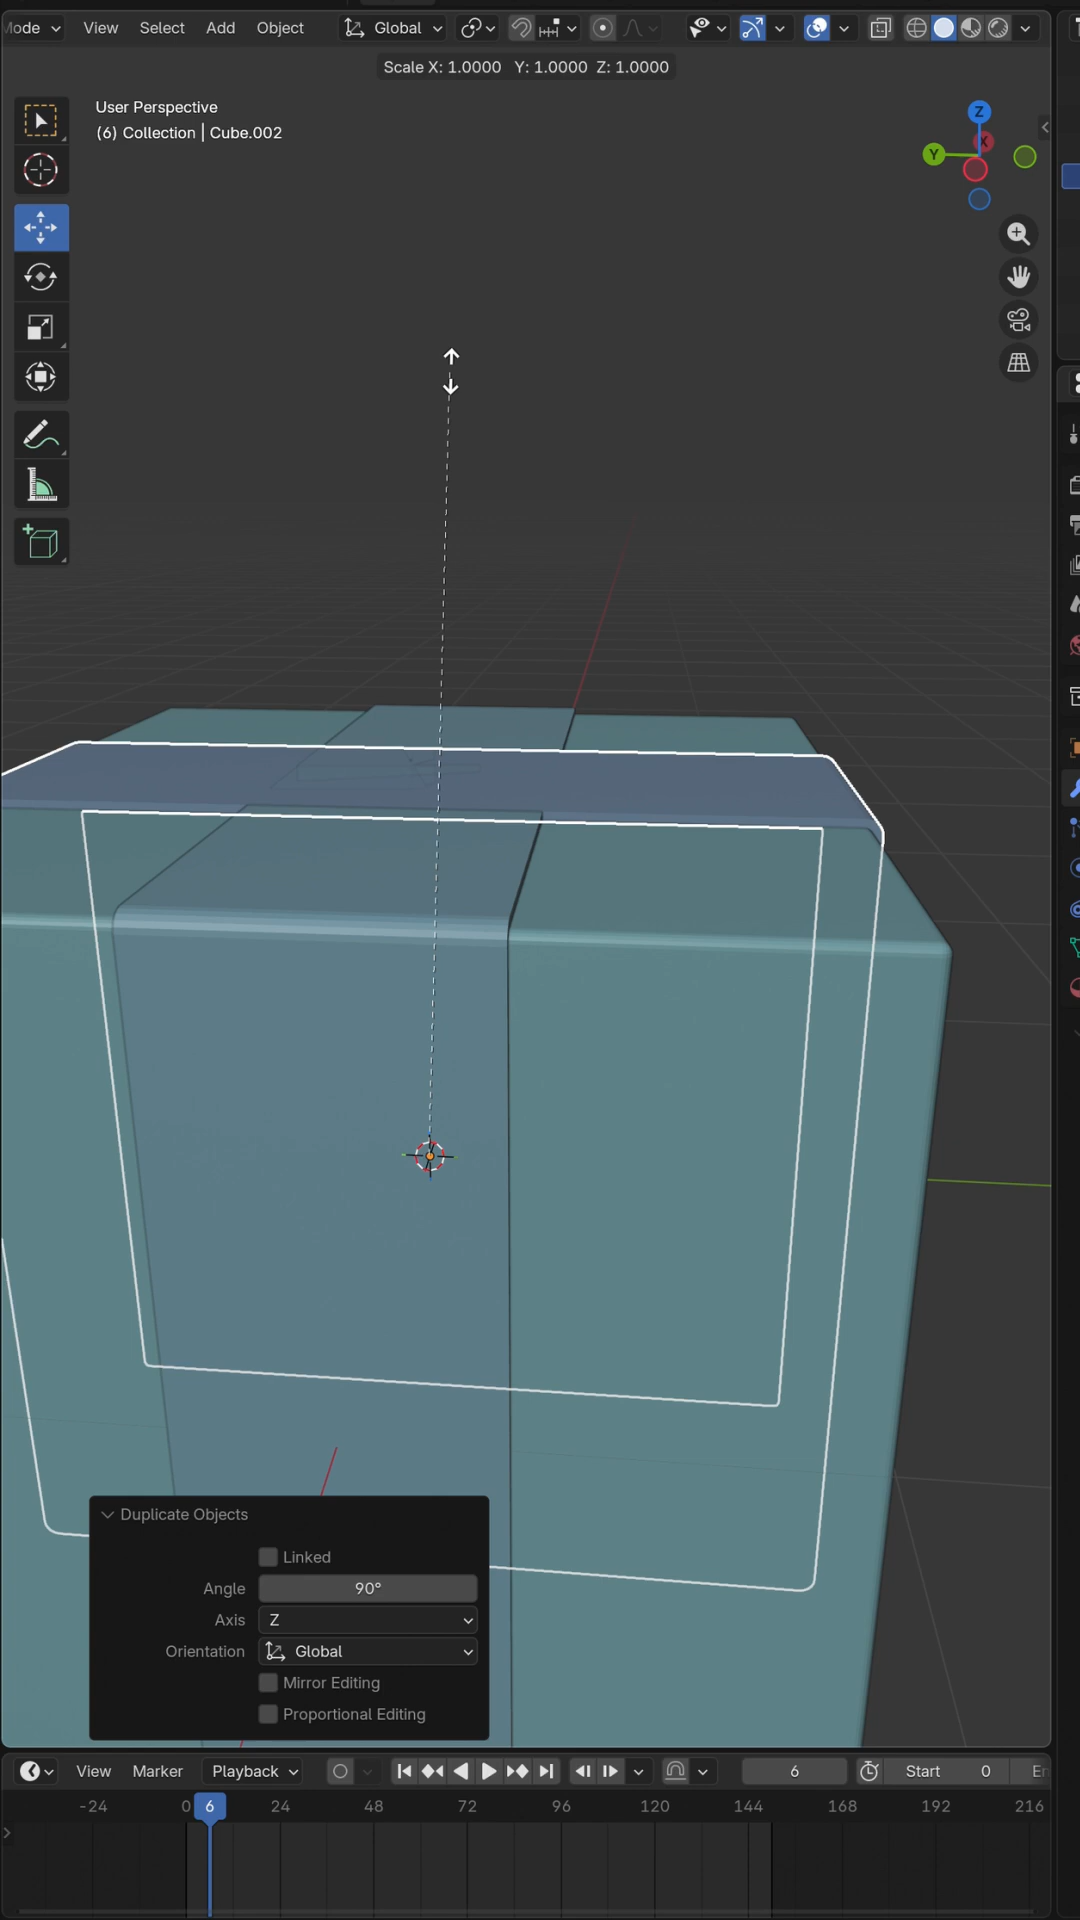 ode View Select Add Object Global
Scale X: 1.0000 Y: 1.0000 Z: 1.0000
User Perspective
(6) Collection | Cube.002
Z
X
Y
Duplicate Objects
Linked
Angle 90°
Axis Z
Orientation Global
Mirror Editing
Proportional Editing
View Marker Playback 6 Start 0 En
-24 0 6 24 48 72 96 120 144 168 192 216